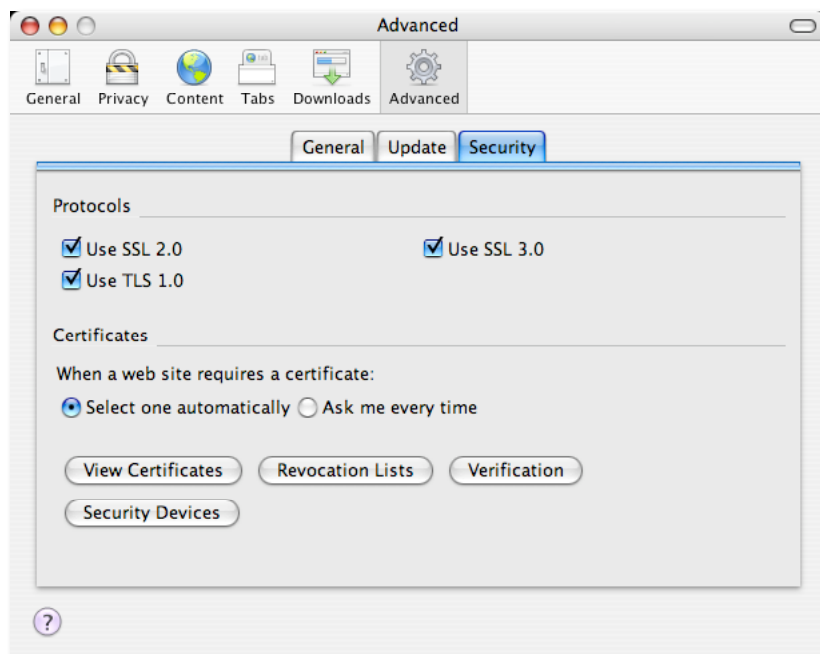 Advanced
General Privacy Content Tabs Downloads Advanced
General Update Security
Protocols
Use SSL 2.0 Use SSL 3.0
Use TLS 1.0
Certificates
When a web site requires a certificate:
Select one automatically Ask me every time
View Certificates Revocation Lists Verification
Security Devices
?